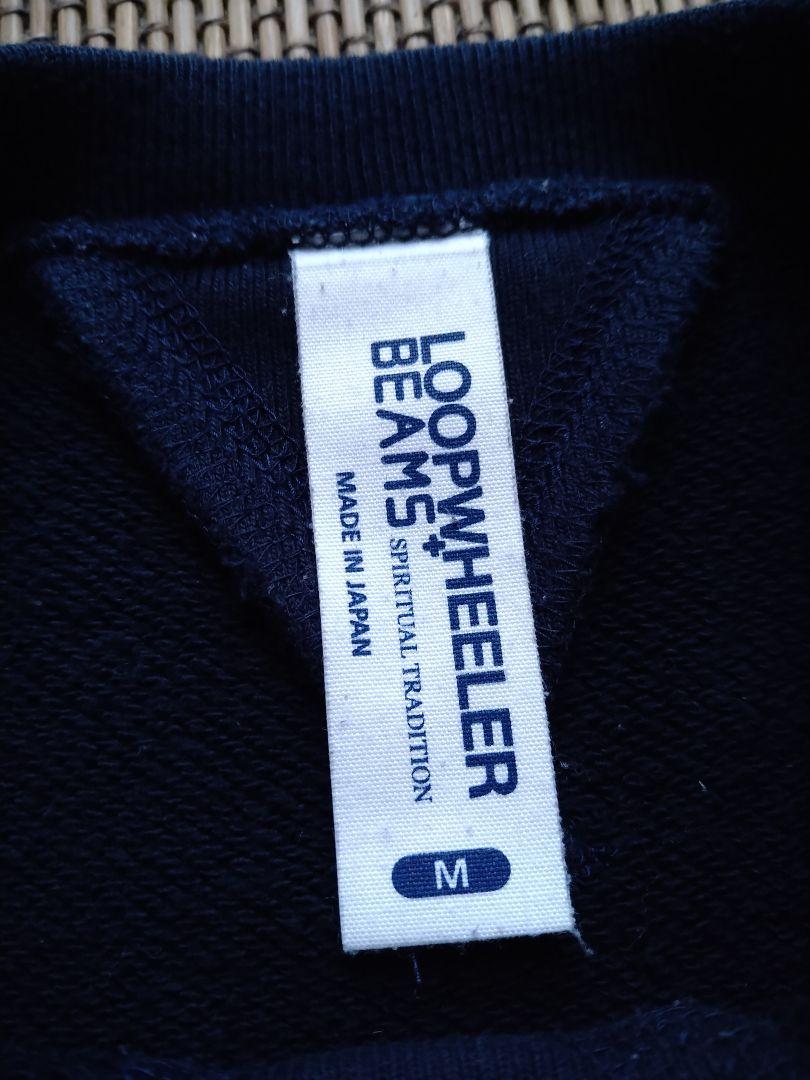 LOOPWHEELER
BEAMS+
SPIRITUAL TRADITION
MADE IN JAPAN
M